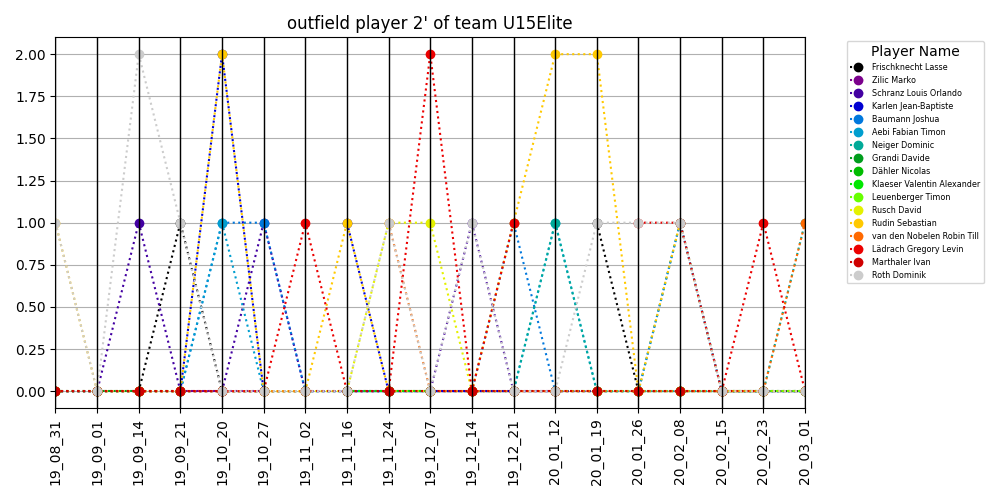 outfield player 2' of team U15Elite
2.00
1.75
1.50
1.25
1.00
0.75
0.50
0.25
0.00
19_08_31
19_09_01
19_09_14
19_09_21
19_10_20
19_10_27
19_11_02
19_11_16
19_11_24
19_12_07
19_12_14
19_12_21
20_01_12
20_01_19
20_01_26
20_02_08
20_02_15
20_02_23
20_03_01
Player Name
Frischknecht Lasse
Zilic Marko
Schranz Louis Orlando
Karlen Jean-Baptiste
Baumann Joshua
Aebi Fabian Timon
Neiger Dominic
Grandi Davide
Dähler Nicolas
Klaeser Valentin Alexander
Leuenberger Timon
Rusch David
Rudin Sebastian
van den Nobelen Robin Till
Lädrach Gregory Levin
Marthaler Ivan
Roth Dominik